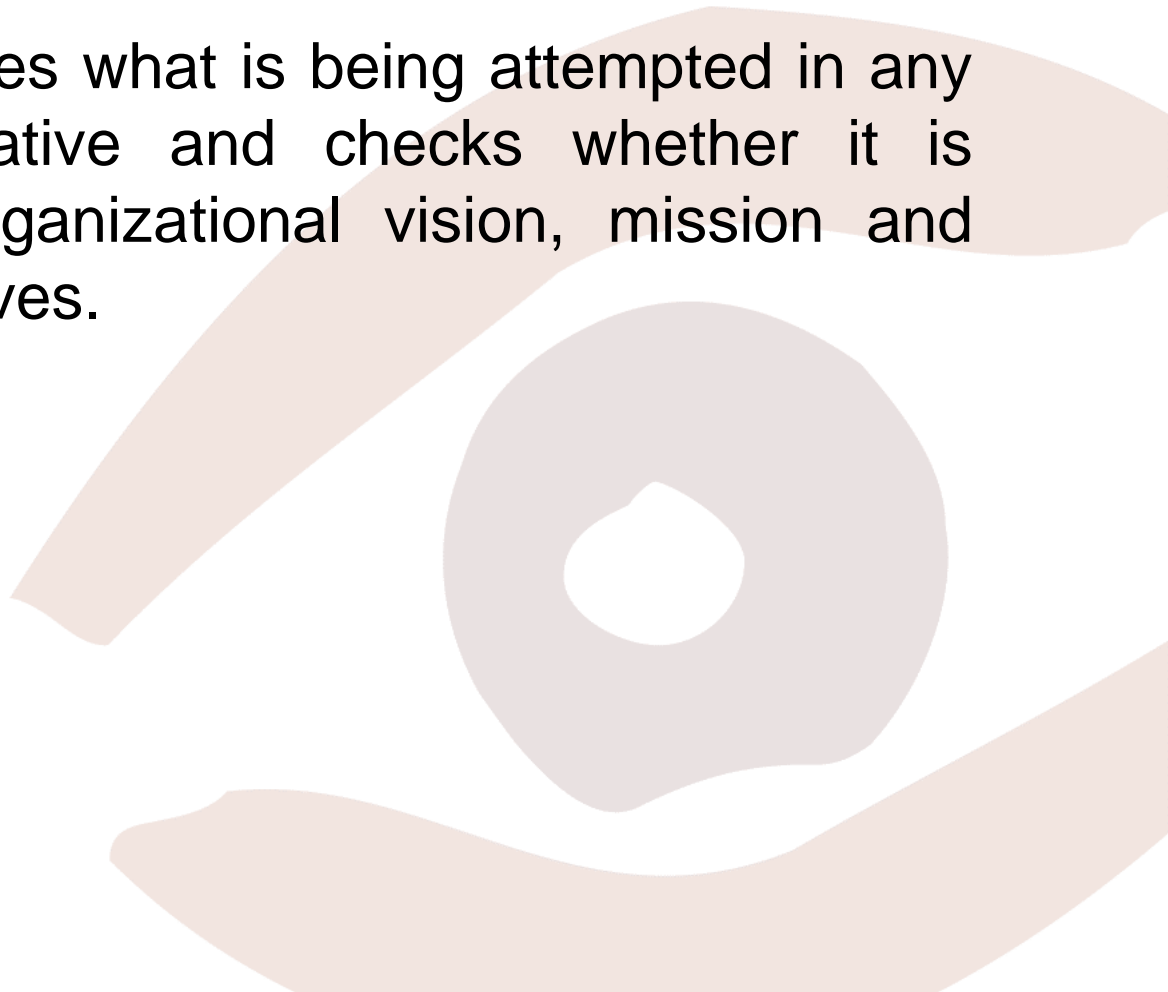 es what is being attempted in any
ative and checks whether it is
ganizational vision, mission and
ves.